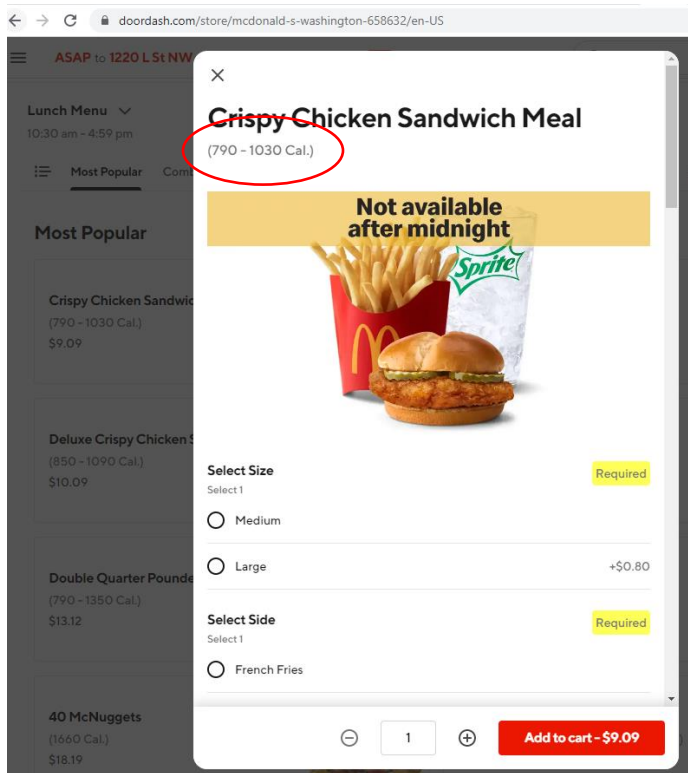 doordash.com/store/mcdonald-s-washington-658632/en-US
ASAP to 1220 L St NW
Lunch Menu
10:30 am - 4:59 pm
Most Popular
Most Popular
Crispy Chicken
(790 - 1030 Cal.)
$9.09
Deluxe Crispy Chicken
(850 - 1090 Cal.)
$10.09
Double Quarter
(790 - 1350 Cal.)
$13.12
40 McNuggets
(1660 Cal.)
$18.19
Crispy Chicken Sandwich Meal
(790 - 1030 Cal.)
Not available
after midnight
Sprite
Select Size
Required
Select 1
Medium
Large +$0.80
Select Side
Required
Select 1
French Fries
1
Add to cart - $9.09